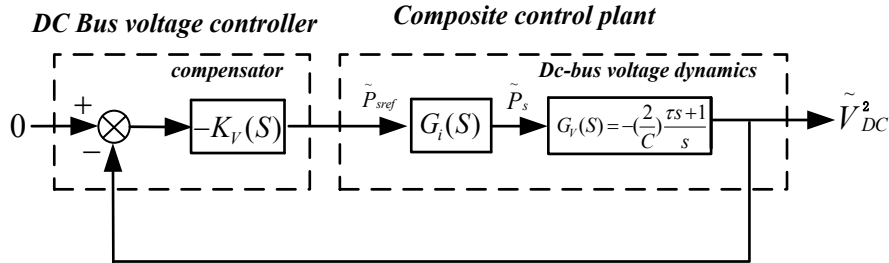 DC Bus voltage controller
Composite control plant
compensator
Dc-bus voltage dynamics
0
+
−
−K_V(S)
P̃_sref
G_i(S)
P̃_s
G_V(S) = −(2/C) (τs+1)/s
Ṽ²_DC